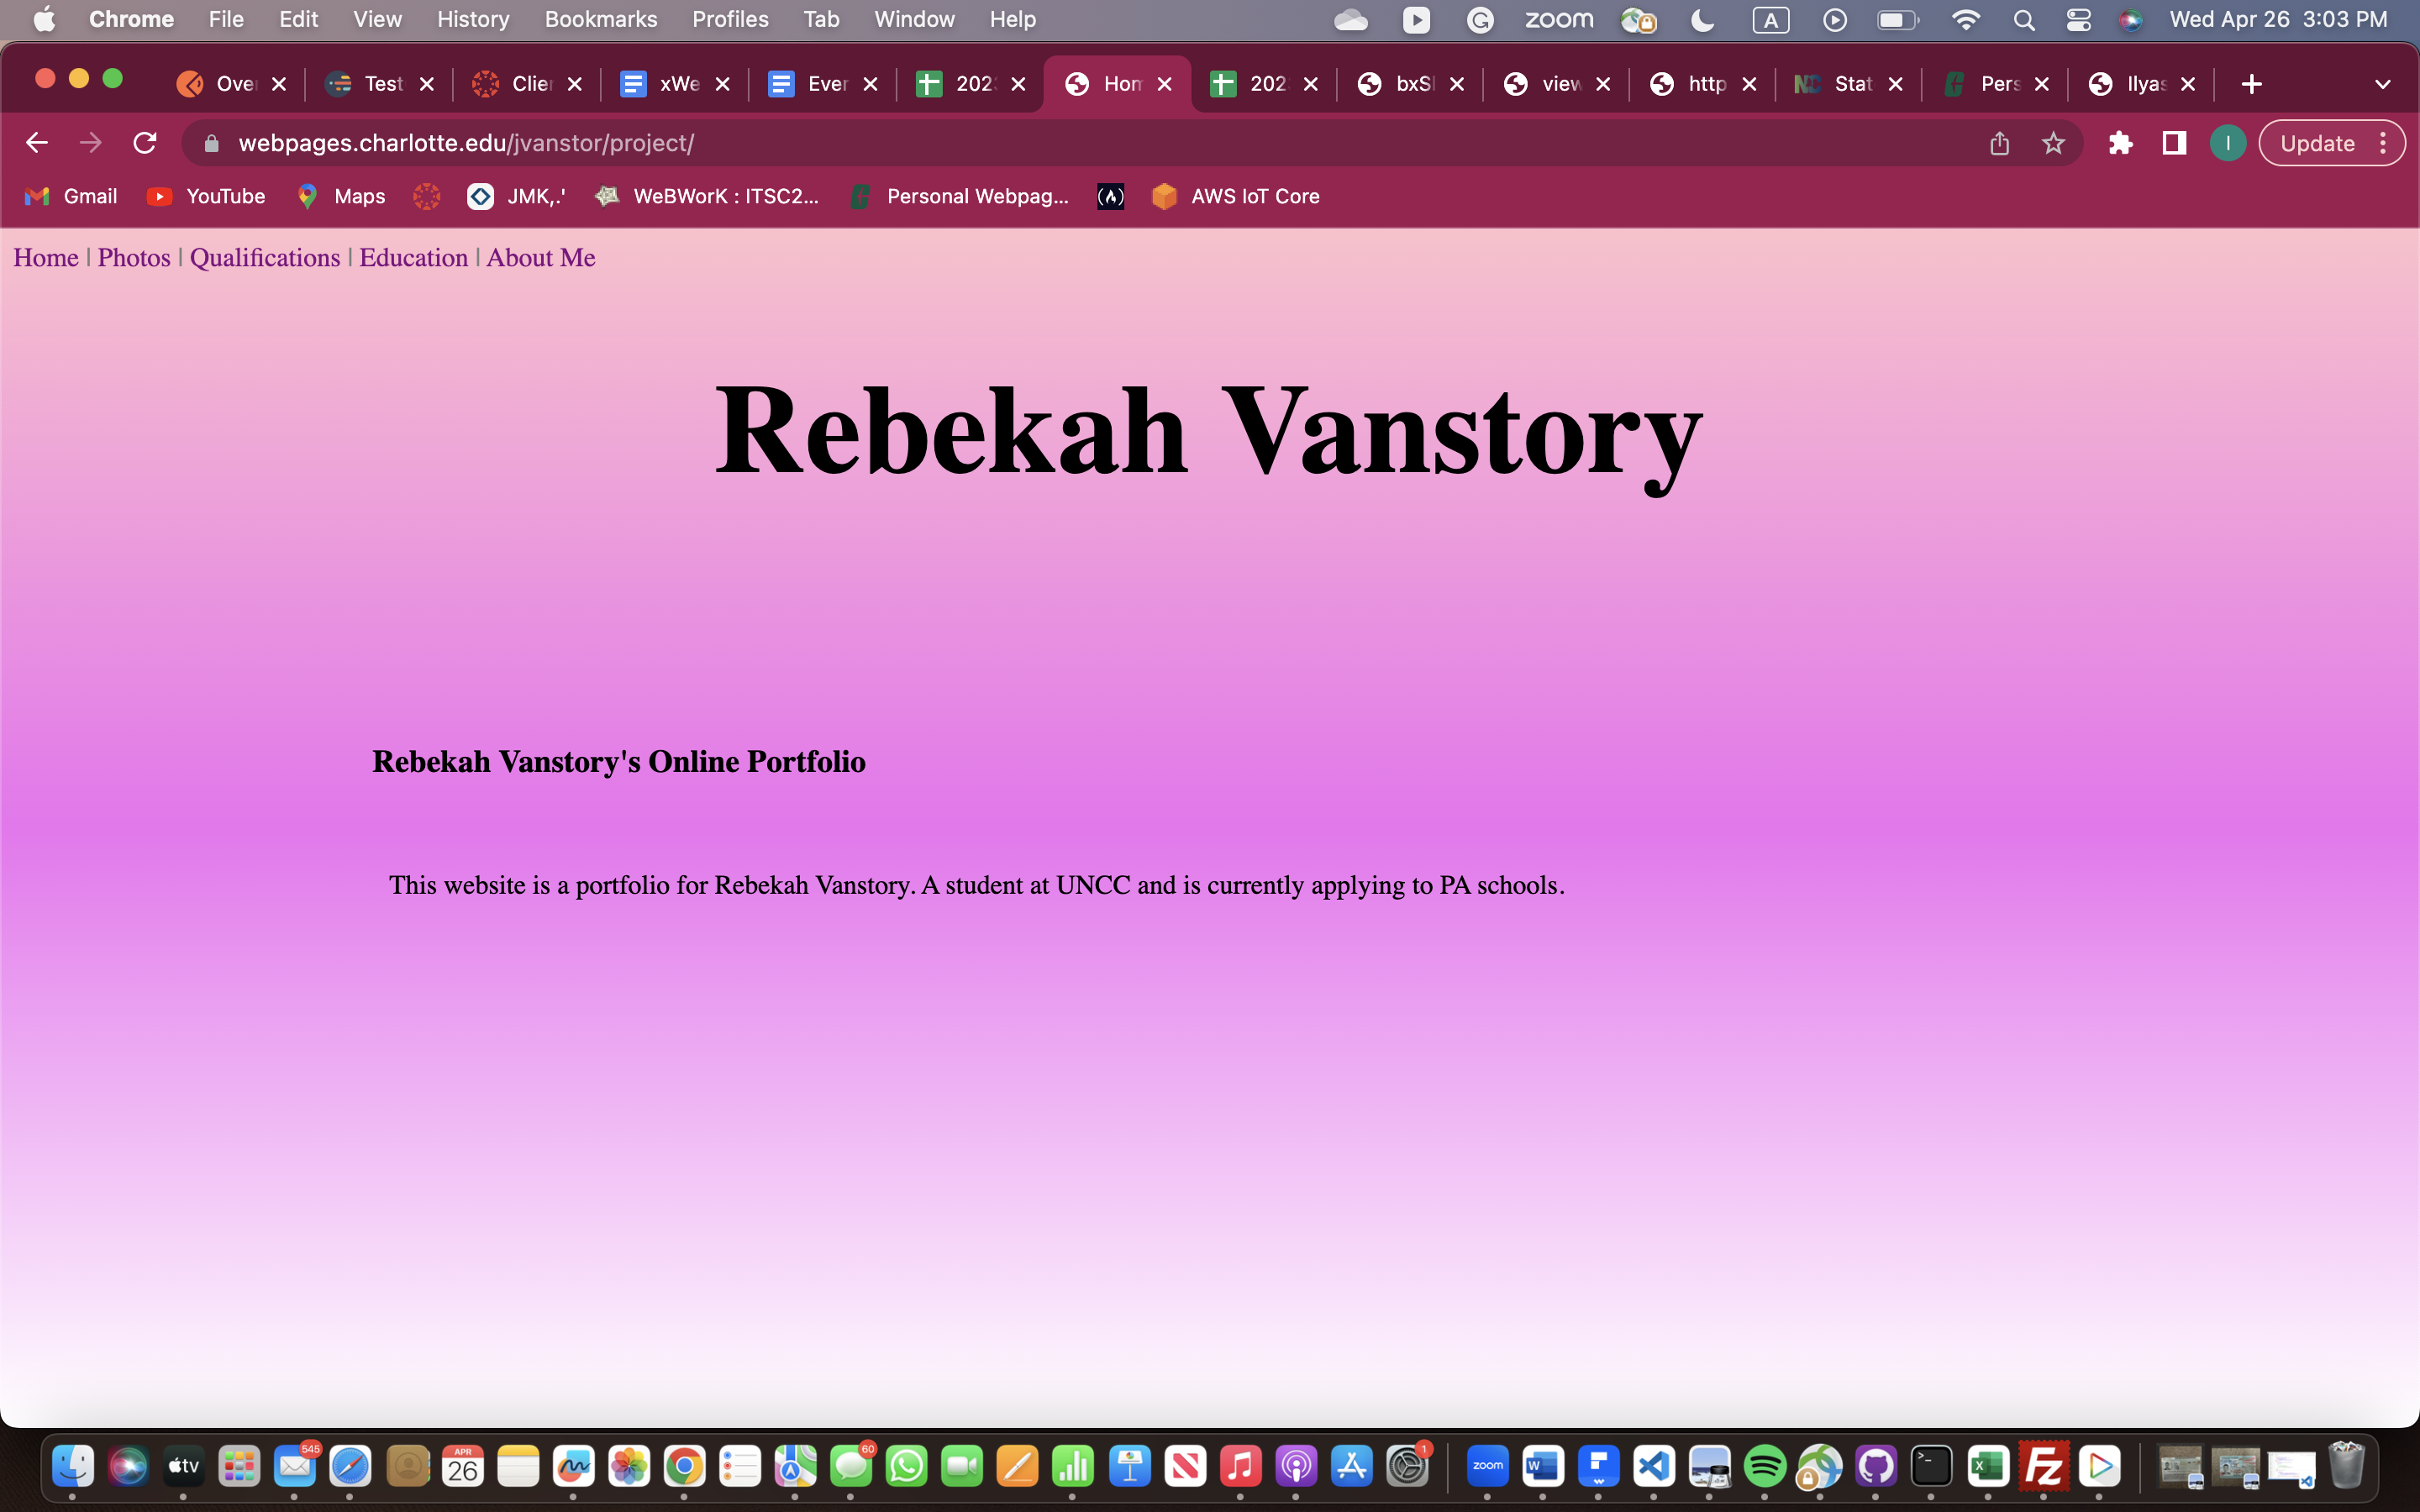 Chrome File Edit View History Bookmarks Profiles Tab Window Help zoom A Wed Apr 26 3:03 PM
Over Test Clier xWe Ever 202 Hom 202 bxSl view http Stat Pers Ilyas
webpages.charlotte.edu/jvanstor/project/ I Update
Gmail YouTube Maps JMK,.' WeBWorK : ITSC2... Personal Webpag... AWS IoT Core
Home | Photos | Qualifications | Education | About Me
Rebekah Vanstory
Rebekah Vanstory's Online Portfolio
This website is a portfolio for Rebekah Vanstory. A student at UNCC and is currently applying to PA schools.
545 60 1
tv APR 26 zoom W X Fz